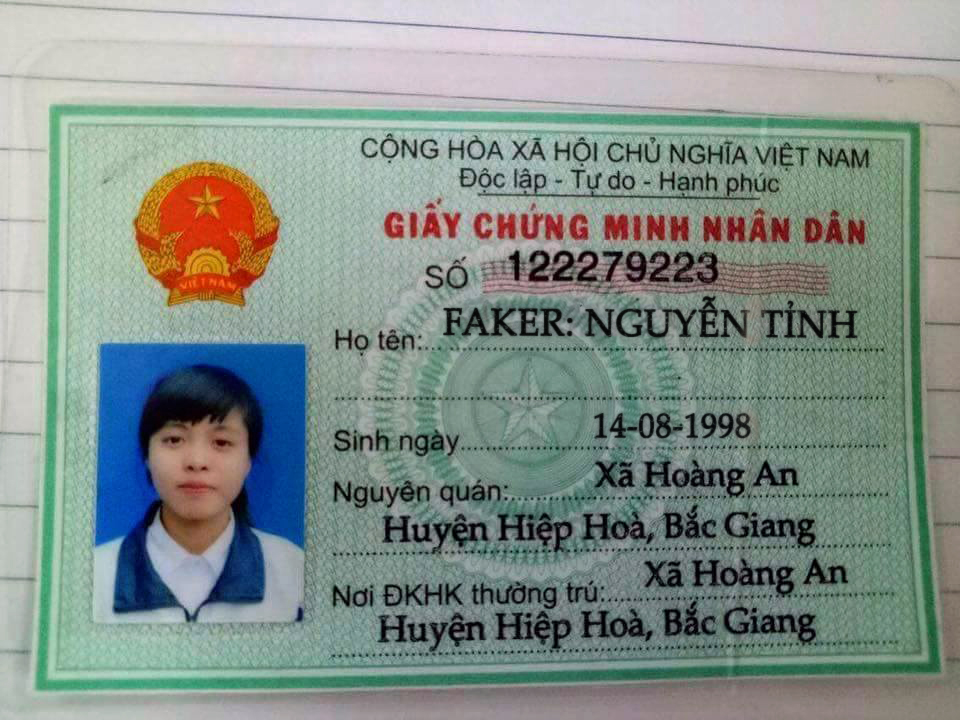 CỘNG HÒA XÃ HỘI CHỦ NGHĨA VIỆT NAM
Độc lập - Tự do - Hạnh phúc
GIẤY CHỨNG MINH NHÂN DÂN
SỐ 122279223
Họ tên: FAKER: NGUYỄN TỈNH
Sinh ngày 14-08-1998
Nguyên quán: Xã Hoàng An
Huyện Hiệp Hoà, Bắc Giang
Nơi ĐKHK thường trú: Xã Hoàng An
Huyện Hiệp Hoà, Bắc Giang
VIỆT NAM